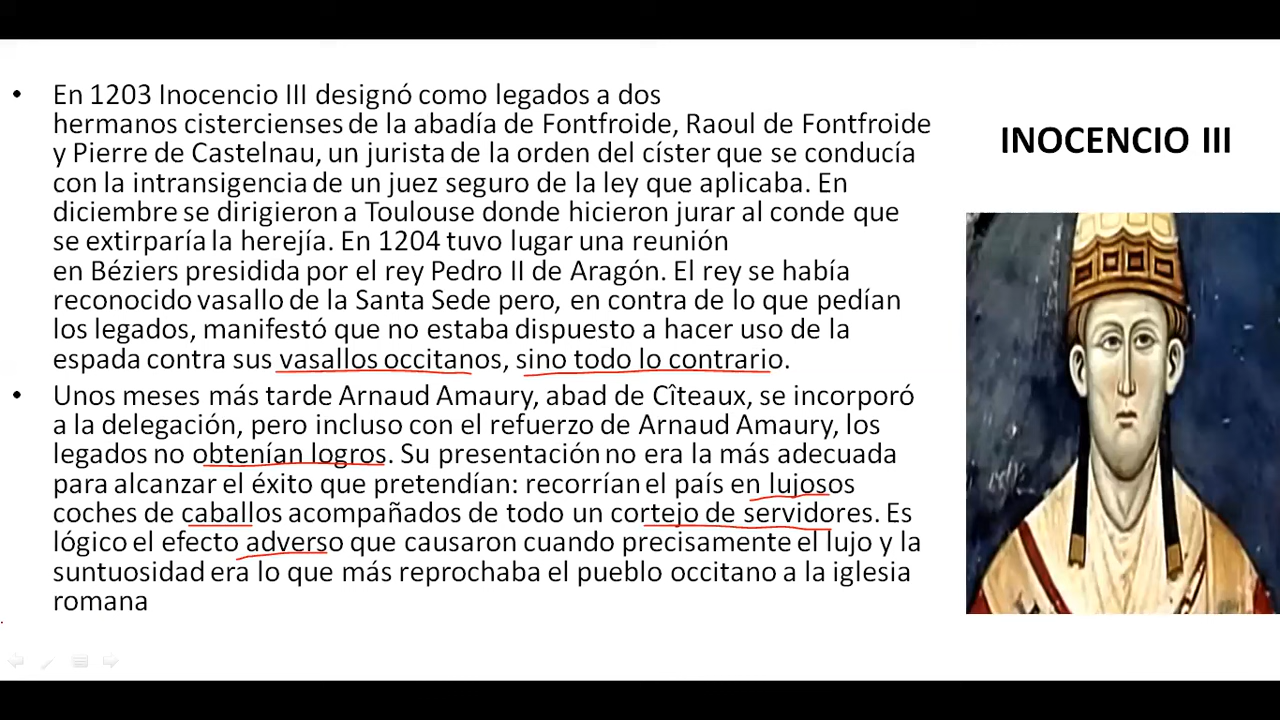 • En 1203 Inocencio III designó como legados a dos
hermanos cistercienses de la abadía de Fontfroide, Raoul de Fontfroide
y Pierre de Castelnau, un jurista de la orden del císter que se conducía
con la intransigencia de un juez seguro de la ley que aplicaba. En
diciembre se dirigieron a Toulouse donde hicieron jurar al conde que
se extirparía la herejía. En 1204 tuvo lugar una reunión
en Béziers presidida por el rey Pedro II de Aragón. El rey se había
reconocido vasallo de la Santa Sede pero, en contra de lo que pedían
los legados, manifestó que no estaba dispuesto a hacer uso de la
espada contra sus vasallos occitanos, sino todo lo contrario.
• Unos meses más tarde Arnaud Amaury, abad de Cîteaux, se incorporó
a la delegación, pero incluso con el refuerzo de Arnaud Amaury, los
legados no obtenían logros. Su presentación no era la más adecuada
para alcanzar el éxito que pretendían: recorrían el país en lujosos
coches de caballos acompañados de todo un cortejo de servidores. Es
lógico el efecto adverso que causaron cuando precisamente el lujo y la
suntuosidad era lo que más reprochaba el pueblo occitano a la iglesia
romana
INOCENCIO III